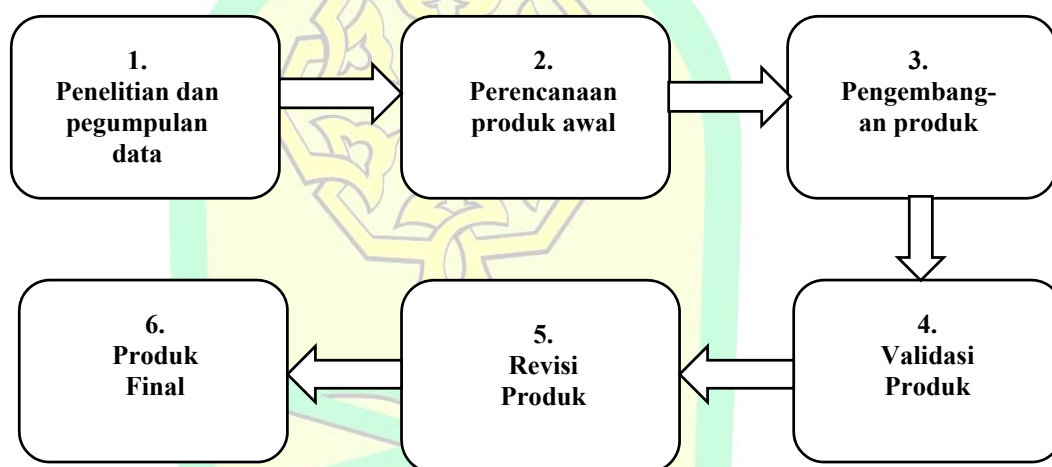 1.
Penelitian dan
pegumpulan
data
2.
Perencanaan
produk awal
3.
Pengembang-
an produk
4.
Validasi
Produk
5.
Revisi
Produk
6.
Produk
Final